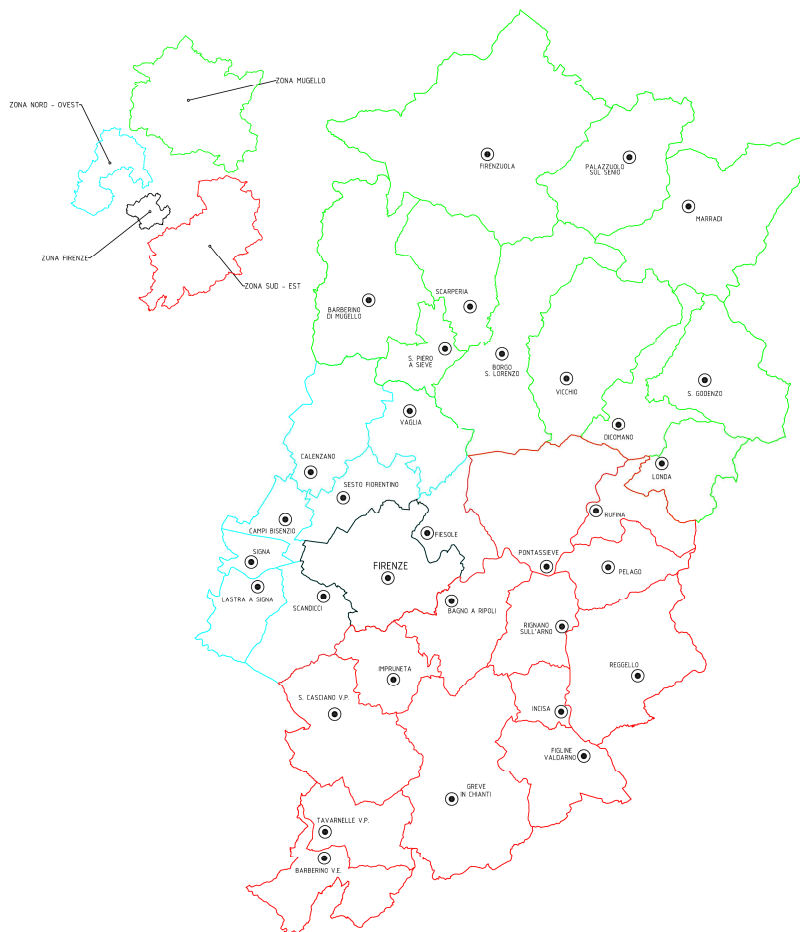 ZONA MUGELLO
ZONA NORD - OVEST
ZONA FIRENZE
ZONA SUD - EST
FIRENZUOLA
PALAZZUOLO
SUL SENIO
MARRADI
SCARPERIA
BARBERINO
DI MUGELLO
S. PIERO
A SIEVE
BORGO
S. LORENZO
VICCHIO
S. GODENZO
VAGLIA
DICOMANO
CALENZANO
LONDA
SESTO FIORENTINO
RUFINA
CAMPI BISENZIO
FIESOLE
SIGNA
PONTASSIEVE
FIRENZE
PELAGO
LASTRA A SIGNA
SCANDICCI
BAGNO A RIPOLI
RIGNANO
SULL'ARNO
IMPRUNETA
REGGELLO
S. CASCIANO V.P.
INCISA
FIGLINE
VALDARNO
GREVE
IN CHIANTI
TAVARNELLE V.P.
BARBERINO V.E.